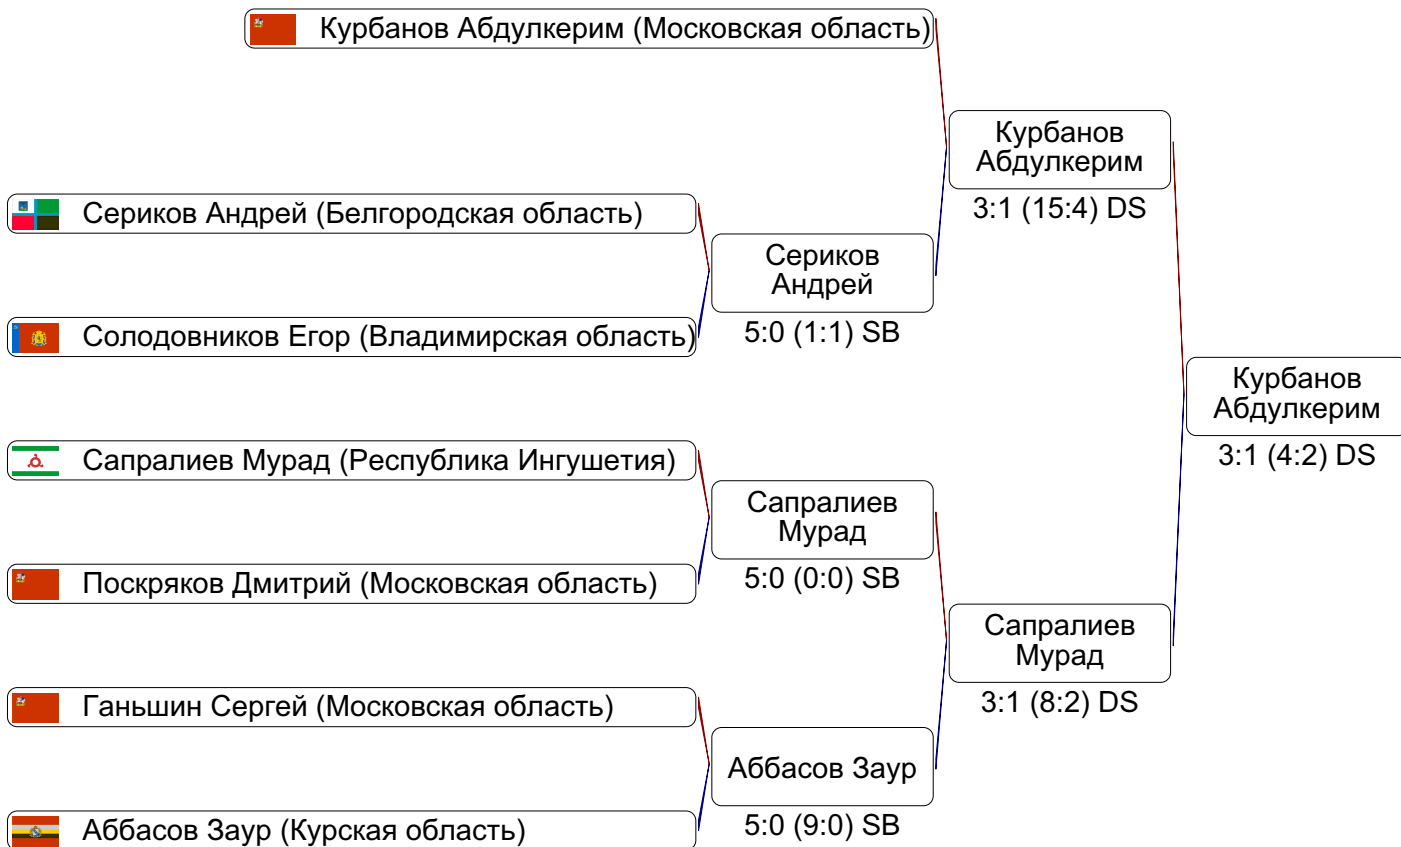 Курбанов Абдулкерим (Московская область)
Курбанов
Абдулкерим
3:1 (15:4) DS
Сериков Андрей (Белгородская область)
Сериков
Андрей
5:0 (1:1) SB
Солодовников Егор (Владимирская область)
Курбанов
Абдулкерим
3:1 (4:2) DS
Сапралиев Мурад (Республика Ингушетия)
Сапралиев
Мурад
5:0 (0:0) SB
Поскряков Дмитрий (Московская область)
Сапралиев
Мурад
3:1 (8:2) DS
Ганьшин Сергей (Московская область)
Аббасов Заур
5:0 (9:0) SB
Аббасов Заур (Курская область)